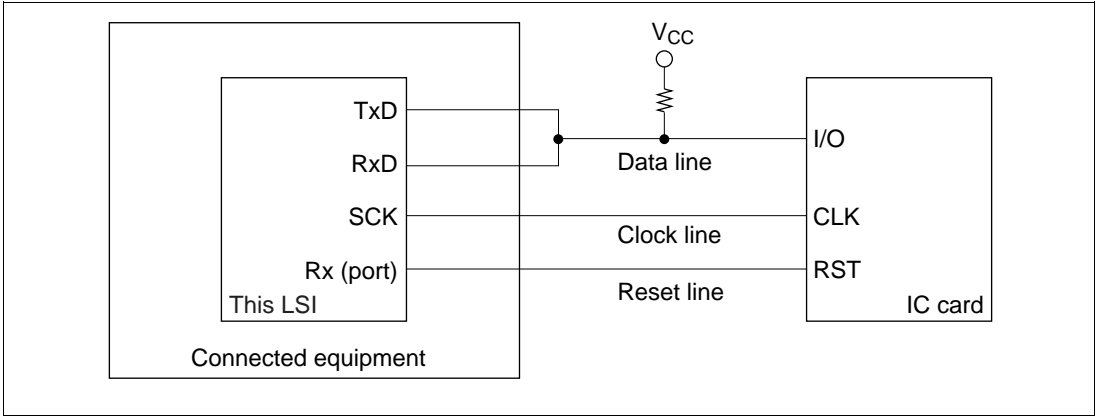 V_CC
TxD
I/O
RxD
Data line
SCK
CLK
Clock line
Rx (port)
RST
Reset line
This LSI
IC card
Connected equipment